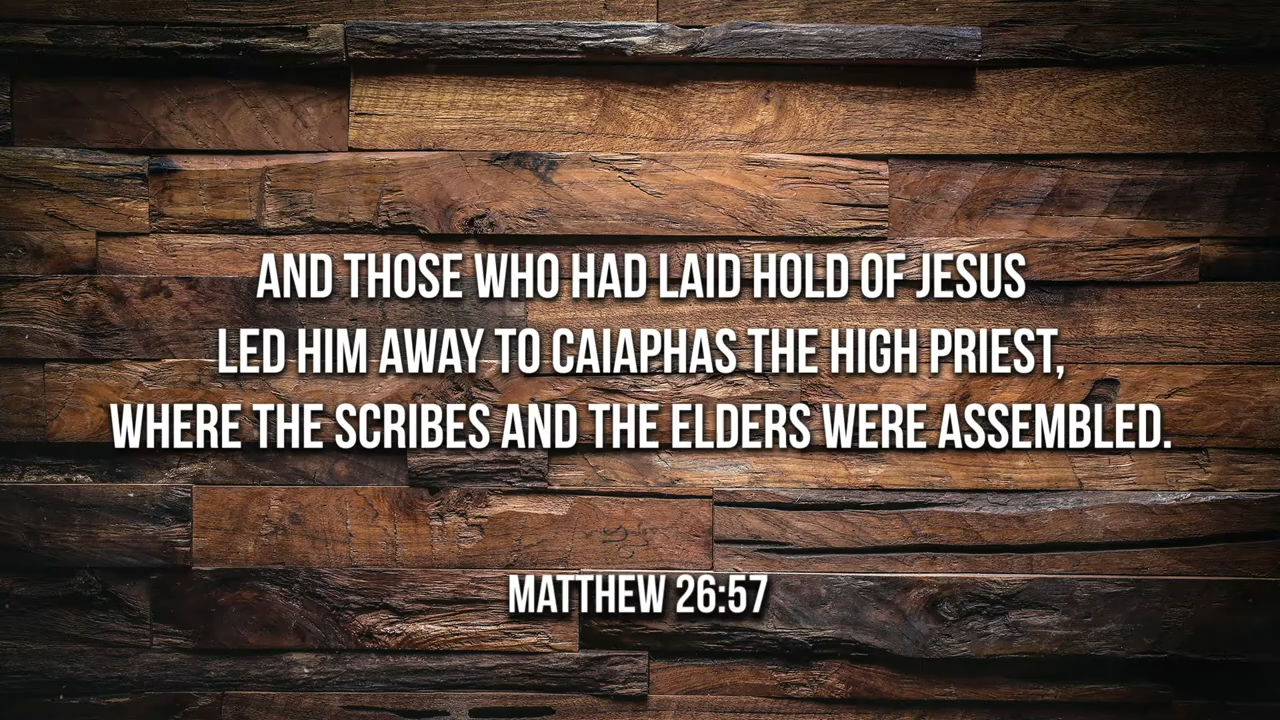 AND THOSE WHO HAD LAID HOLD OF JESUS
LED HIM AWAY TO CAIAPHAS THE HIGH PRIEST,
WHERE THE SCRIBES AND THE ELDERS WERE ASSEMBLED.
MATTHEW 26:57